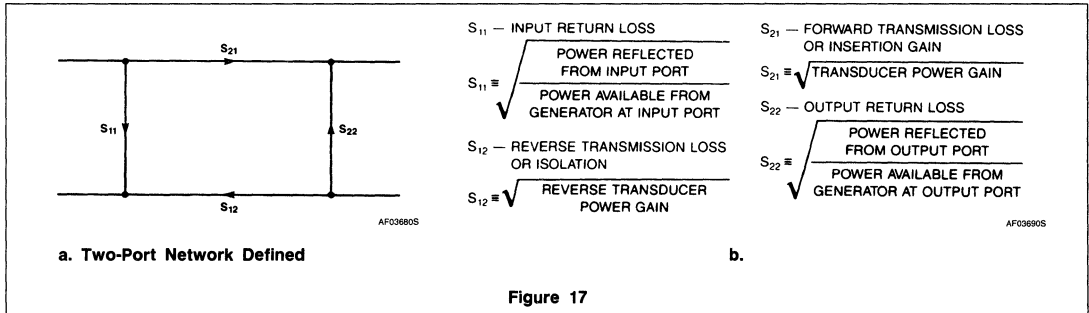 S21
S11
S22
S12
AF03680S
a. Two-Port Network Defined
S11 — INPUT RETURN LOSS
S11 ≡ √
POWER REFLECTED
FROM INPUT PORT
POWER AVAILABLE FROM
GENERATOR AT INPUT PORT
S12 — REVERSE TRANSMISSION LOSS
OR ISOLATION
S12 ≡ √ REVERSE TRANSDUCER
POWER GAIN
S21 — FORWARD TRANSMISSION LOSS
OR INSERTION GAIN
S21 ≡ √ TRANSDUCER POWER GAIN
S22 — OUTPUT RETURN LOSS
S22 ≡ √
POWER REFLECTED
FROM OUTPUT PORT
POWER AVAILABLE FROM
GENERATOR AT OUTPUT PORT
AF03690S
b.
Figure 17